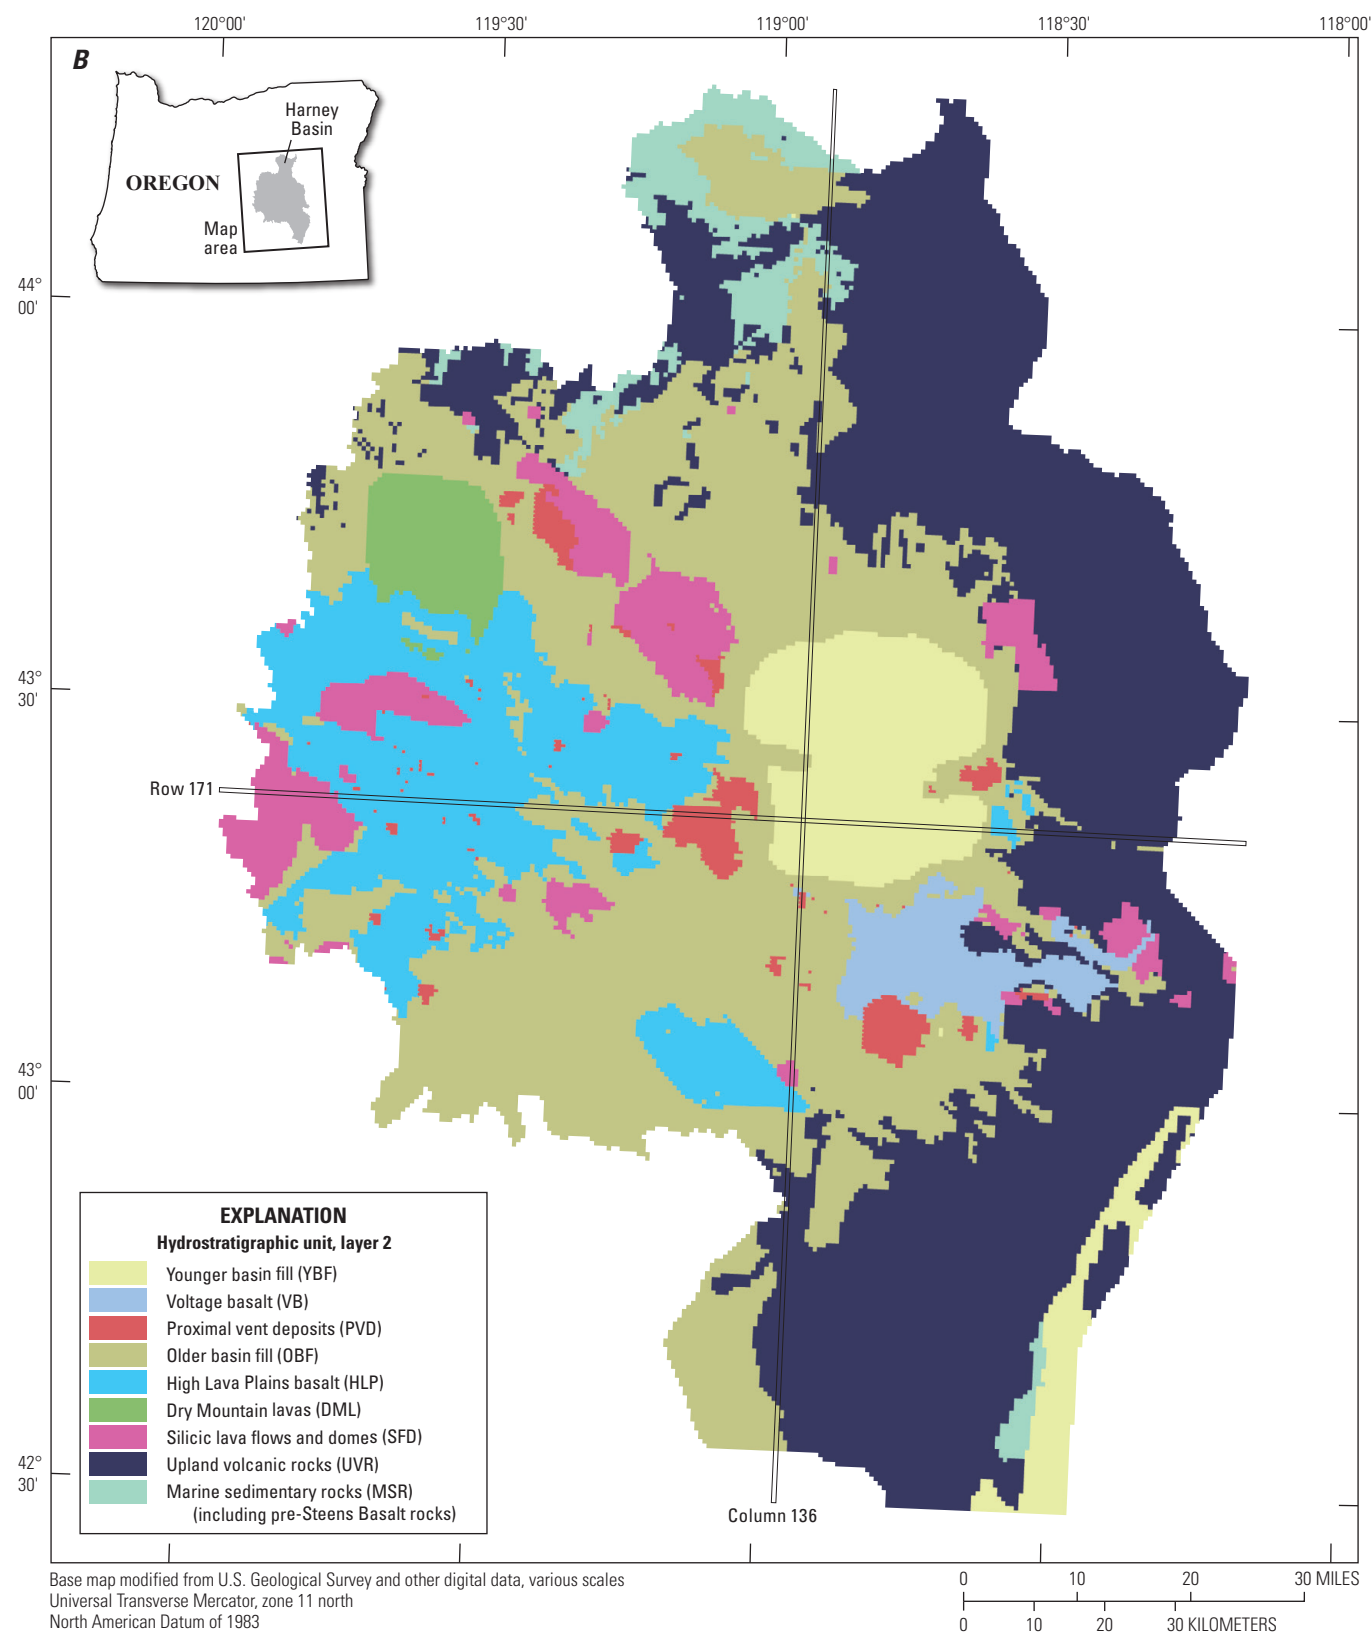 120°00'
119°30'
119°00'
118°30'
118°00'
B
Harney
Basin
OREGON
Map
area
44°
00'
43°
30'
Row 171
43°
00'
42°
30'
Column 136
EXPLANATION
Hydrostratigraphic unit, layer 2
Younger basin fill (YBF)
Voltage basalt (VB)
Proximal vent deposits (PVD)
Older basin fill (OBF)
High Lava Plains basalt (HLP)
Dry Mountain lavas (DML)
Silicic lava flows and domes (SFD)
Upland volcanic rocks (UVR)
Marine sedimentary rocks (MSR)
(including pre-Steens Basalt rocks)
Base map modified from U.S. Geological Survey and other digital data, various scales
Universal Transverse Mercator, zone 11 north
North American Datum of 1983
0 10 20 30 MILES
0 10 20 30 KILOMETERS